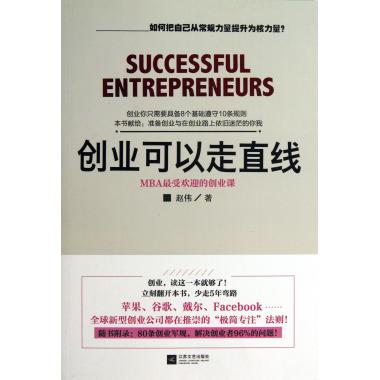 如何把自己从常规力量提升为核力量？
SUCCESSFUL
ENTREPRENEURS
创业你只需要具备8个基础遵守10条规则
本书献给：准备创业与在创业路上依旧迷茫的你我
创业可以走直线
MBA最受欢迎的创业课
赵伟／著
创业，读这一本就够了！
立刻翻开本书，少走5年弯路
苹果、谷歌、戴尔、Facebook……
全球新型创业公司都在推崇的“极简专注”法则！
随书附录：80条创业军规，解决创业者96%的问题！
江苏文艺出版社